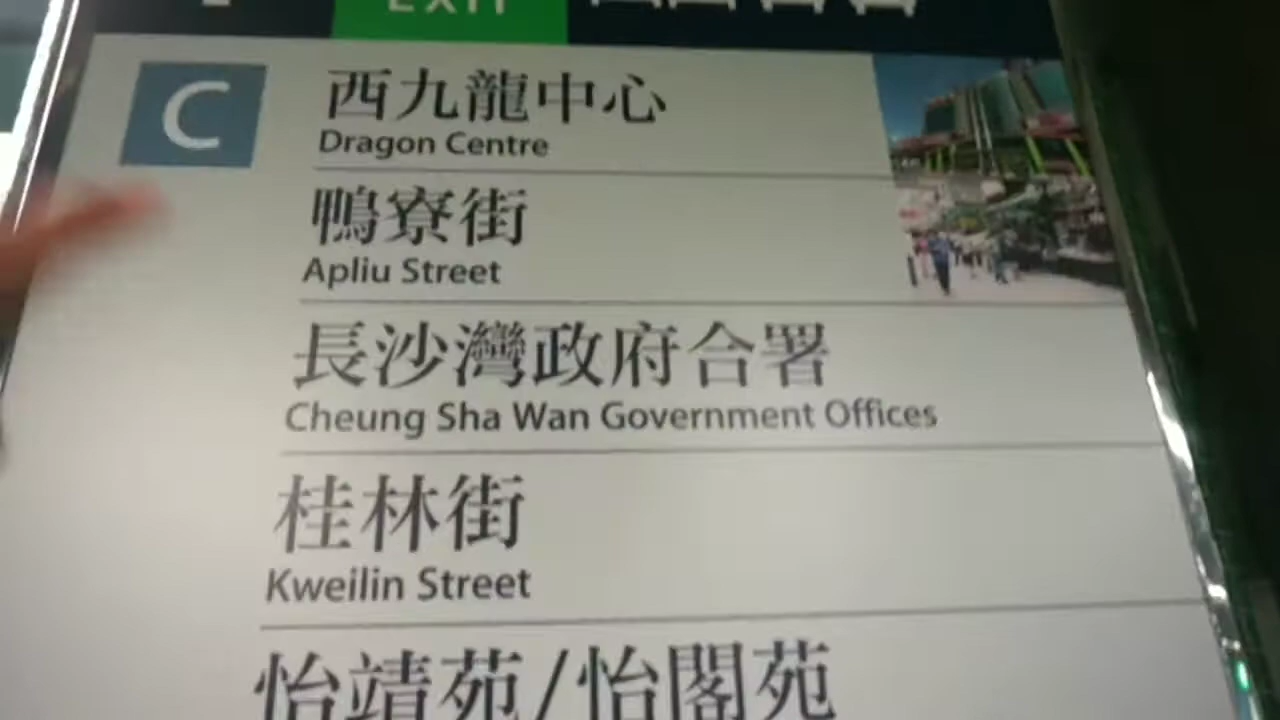 EXIT
C
西九龍中心
Dragon Centre
鴨寮街
Apliu Street
長沙灣政府合署
Cheung Sha Wan Government Offices
桂林街
Kweilin Street
怡靖苑/怡閣苑